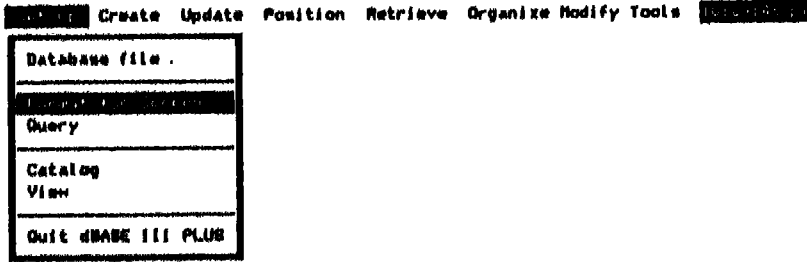 Create Update Position Retrieve Organize Modify Tools
Database file .
Query
Catalog
View
Quit dBASE III PLUS